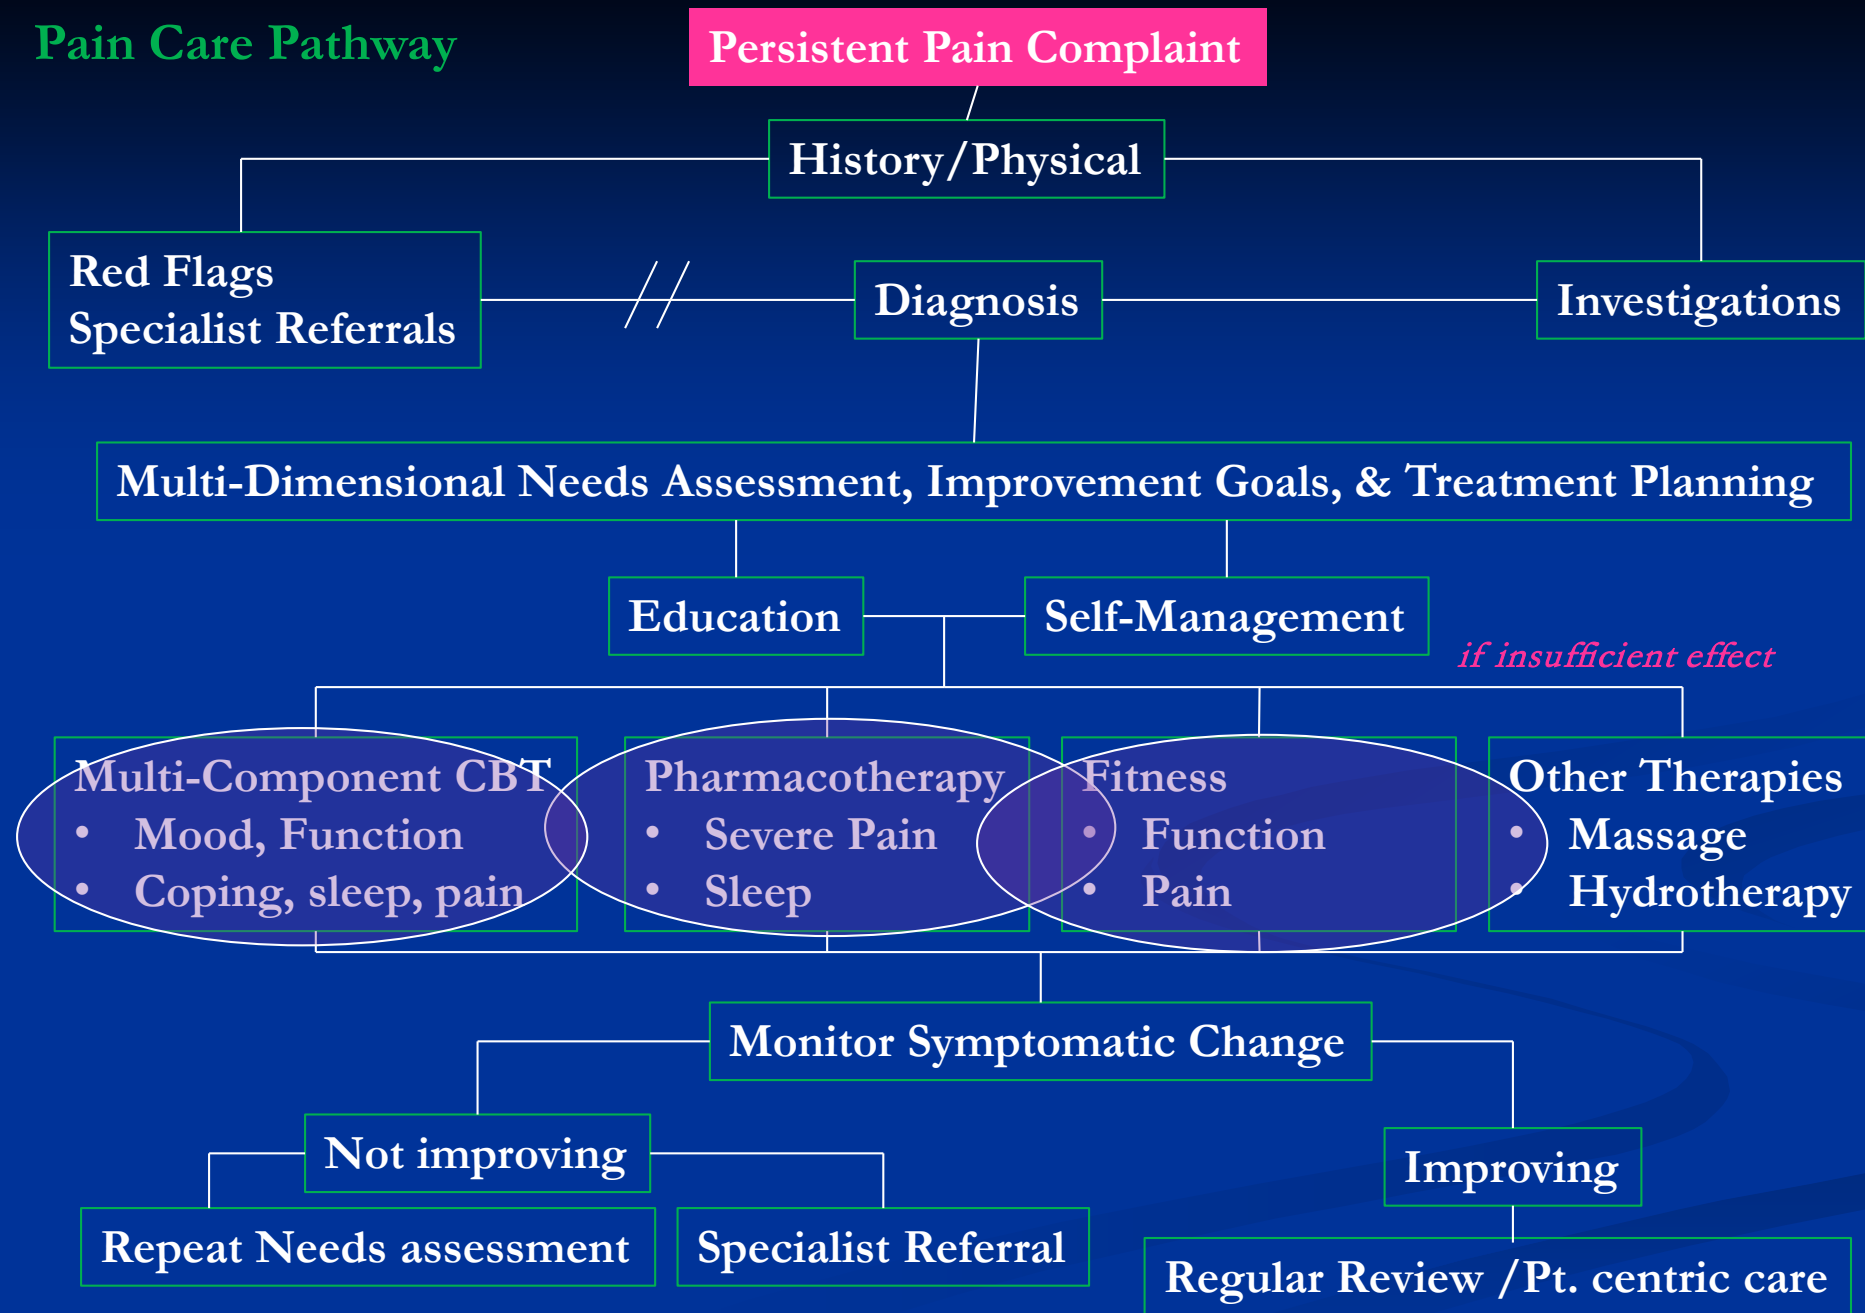 Pain Care Pathway
Persistent Pain Complaint
History/Physical
Red Flags
Specialist Referrals
Diagnosis
Investigations
Multi-Dimensional Needs Assessment, Improvement Goals, & Treatment Planning
Education
Self-Management
if insufficient effect
Multi-Component CBT
• Mood, Function
• Coping, sleep, pain
Pharmacotherapy
• Severe Pain
• Sleep
Fitness
• Function
• Pain
Other Therapies
• Massage
• Hydrotherapy
Monitor Symptomatic Change
Not improving
Improving
Repeat Needs assessment
Specialist Referral
Regular Review /Pt. centric care